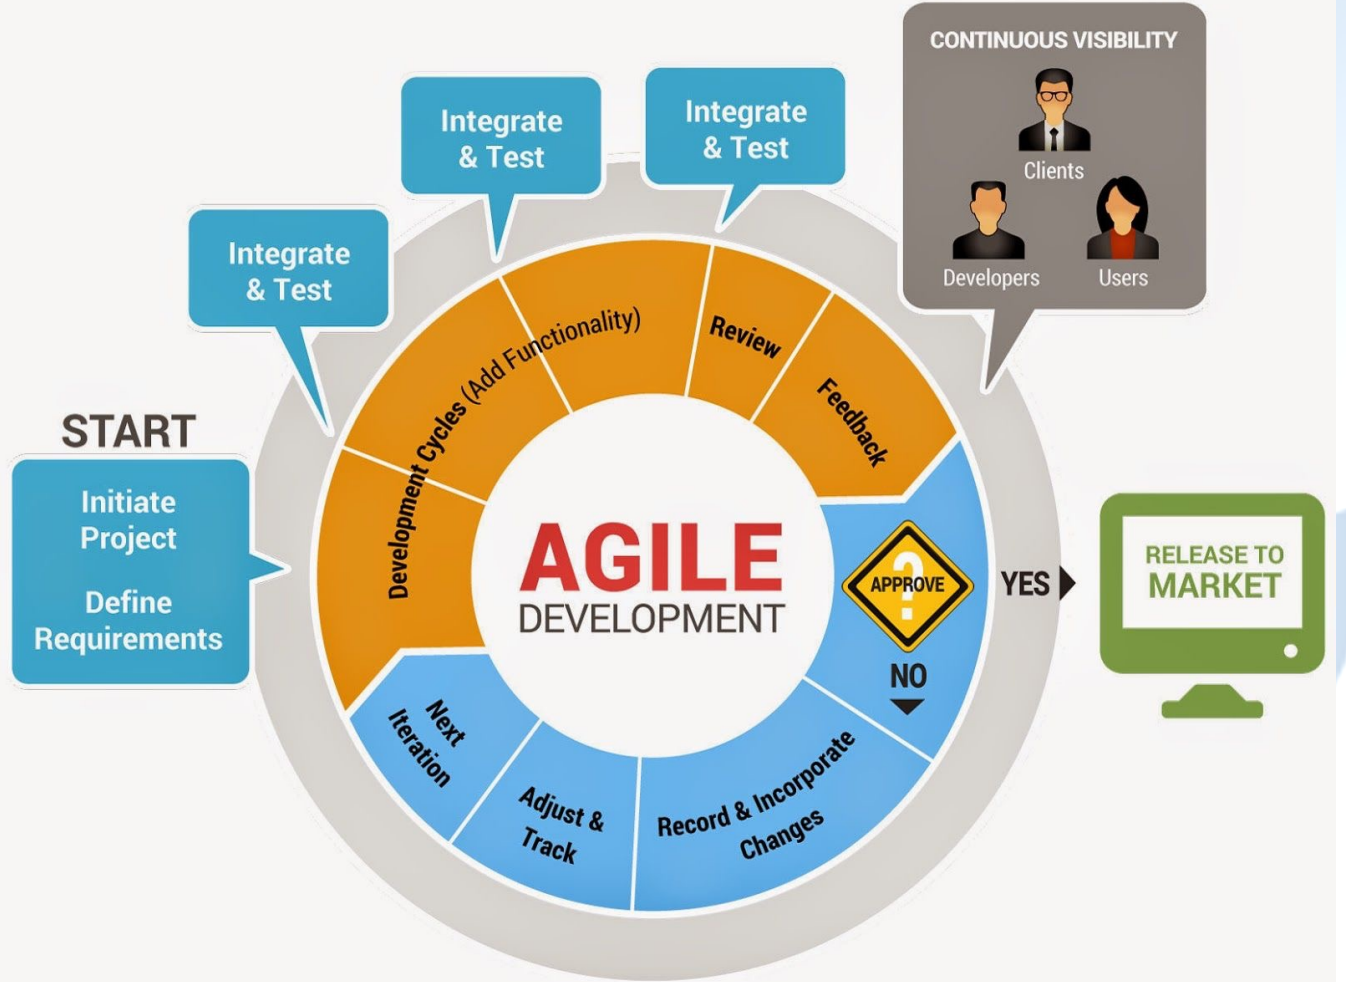 CONTINUOUS VISIBILITY
Clients
Developers
Users
Integrate
& Test
Integrate
& Test
Integrate
& Test
START
Initiate
Project
Define
Requirements
Development Cycles (Add Functionality)
Review
Feedback
AGILE
DEVELOPMENT
?
APPROVE
YES
NO
RELEASE TO
MARKET
Record & Incorporate
Changes
Adjust &
Track
Next
Iteration